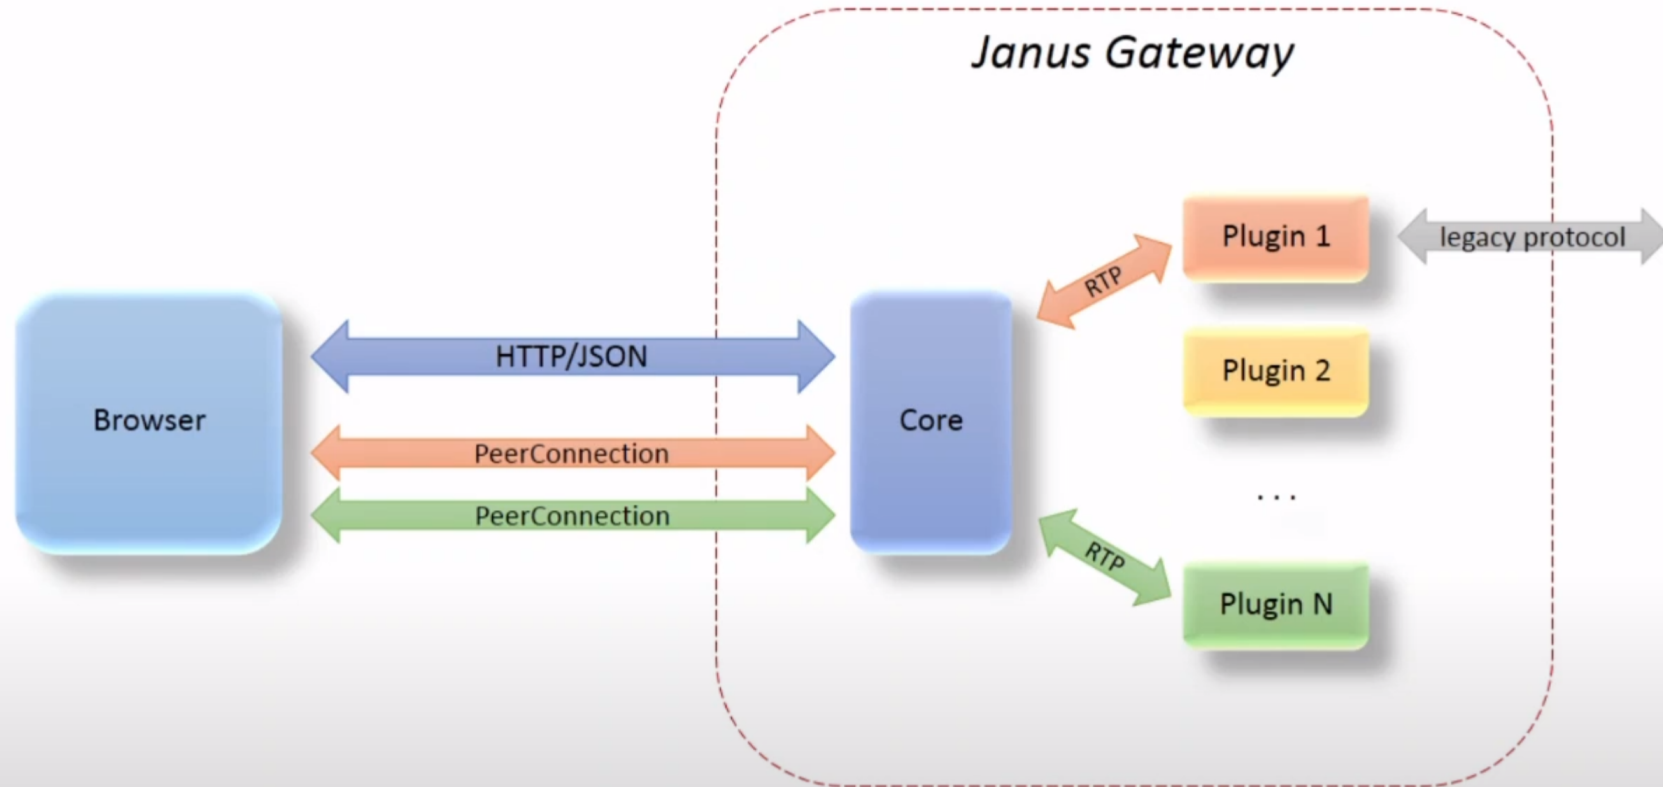 Janus Gateway
Plugin 1
legacy protocol
RTP
HTTP/JSON
Plugin 2
Browser
Core
PeerConnection
. . .
PeerConnection
RTP
Plugin N